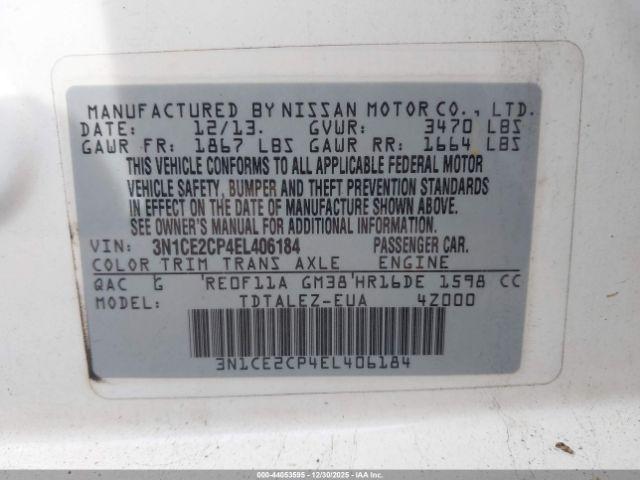 MANUFACTURED BY NISSAN MOTOR CO., LTD.
DATE: 12/13. GVWR: 3470 LBS
GAWR FR: 1867 LBS GAWR RR: 1664 LBS
THIS VEHICLE CONFORMS TO ALL APPLICABLE FEDERAL MOTOR
VEHICLE SAFETY, BUMPER AND THEFT PREVENTION STANDARDS
IN EFFECT ON THE DATE OF MANUFACTURE SHOWN ABOVE.
SEE OWNER'S MANUAL FOR ADDITIONAL INFORMATION.
VIN: 3N1CE2CP4EL406184 PASSENGER CAR.
COLOR TRIM TRANS AXLE ENGINE
QAC G 'RE0F11A GM38'HR16DE 1598 CC
MODEL: TDTALEZ-EUA 4Z000
3N1CE2CP4EL406184
000-44053595 - 12/30/2025 - IAAI.COM